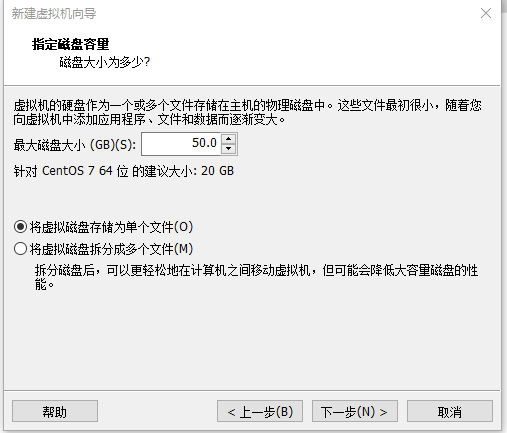 新建虚拟机向导
指定磁盘容量
磁盘大小为多少?
虚拟机的硬盘作为一个或多个文件存储在主机的物理磁盘中。这些文件最初很小，随着您
向虚拟机中添加应用程序、文件和数据而逐渐变大。
最大磁盘大小 (GB)(S): 50.0
针对 CentOS 7 64 位 的建议大小: 20 GB
将虚拟磁盘存储为单个文件(O)
将虚拟磁盘拆分成多个文件(M)
拆分磁盘后，可以更轻松地在计算机之间移动虚拟机，但可能会降低大容量磁盘的性
能。
帮助 < 上一步(B) 下一步(N) > 取消